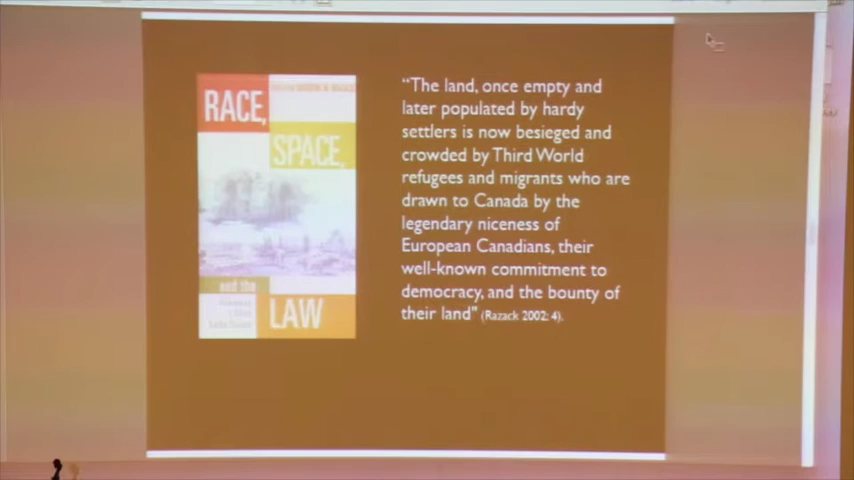 RACE,
SPACE,
and the
LAW
“The land, once empty and
later populated by hardy
settlers is now besieged and
crowded by Third World
refugees and migrants who are
drawn to Canada by the
legendary niceness of
European Canadians, their
well-known commitment to
democracy, and the bounty of
their land” (Razack 2002: 4).